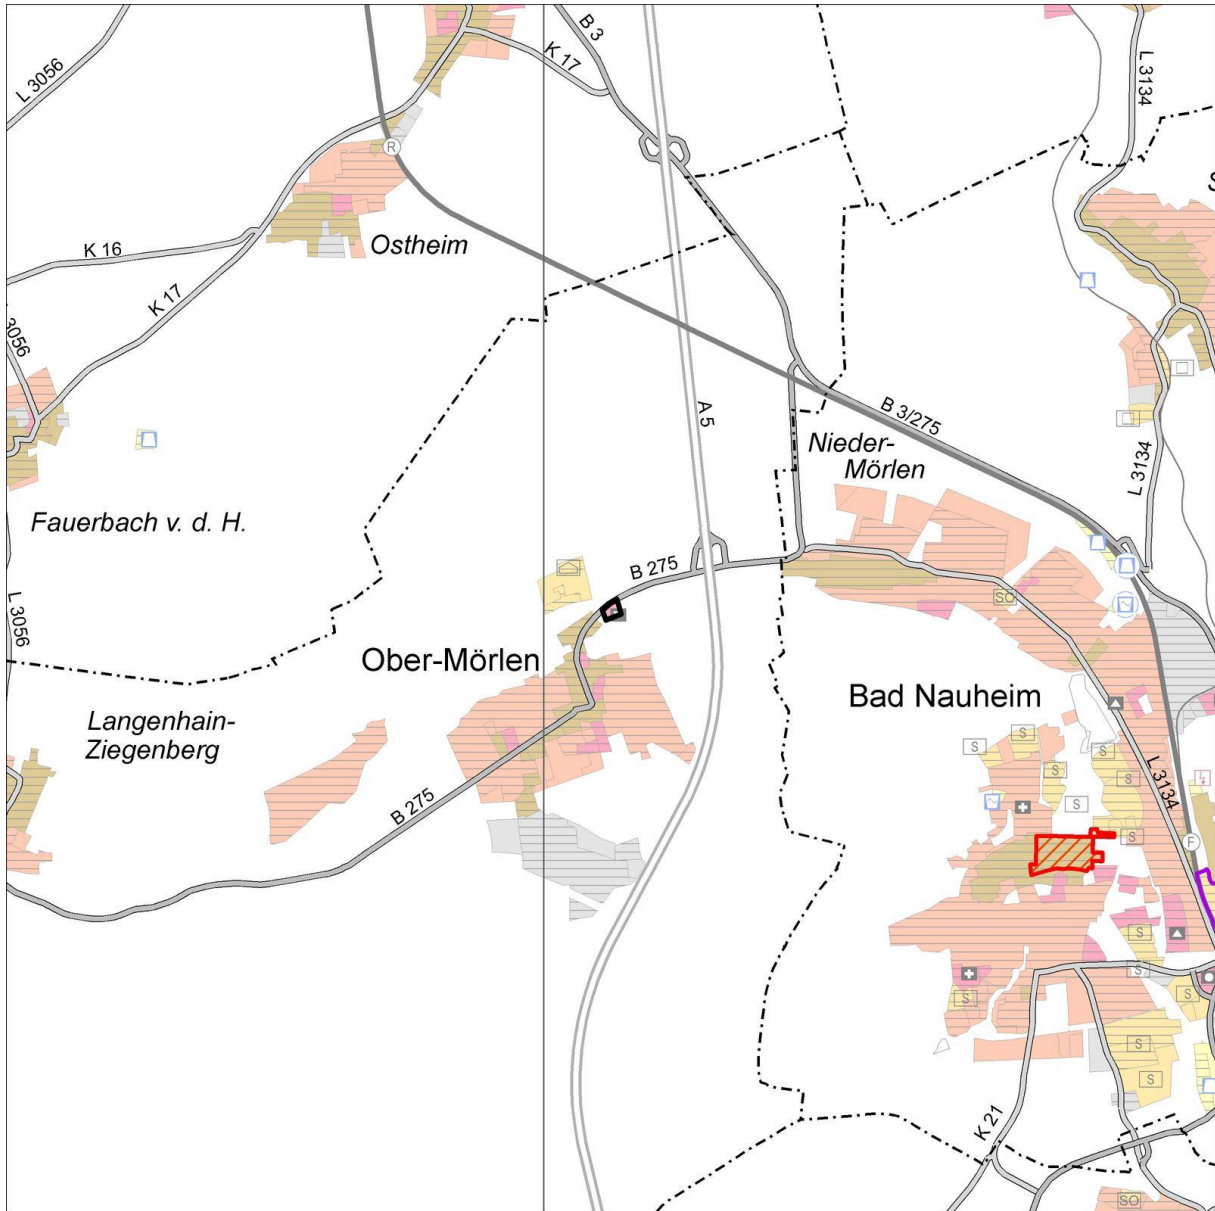 L 3056
B 3
K 17
L 3134
R
K 16
Ostheim
K 17
3056
A 5
B 3/275
Nieder-
Mörlen
L 3134
Fauerbach v. d. H.
B 275
SO
L 3056
Ober-Mörlen
Bad Nauheim
Langenhain-
Ziegenberg
S
S
S
S
S
S
L 3134
B 275
S
F
S
S
S
S
S
S
K 21
SO